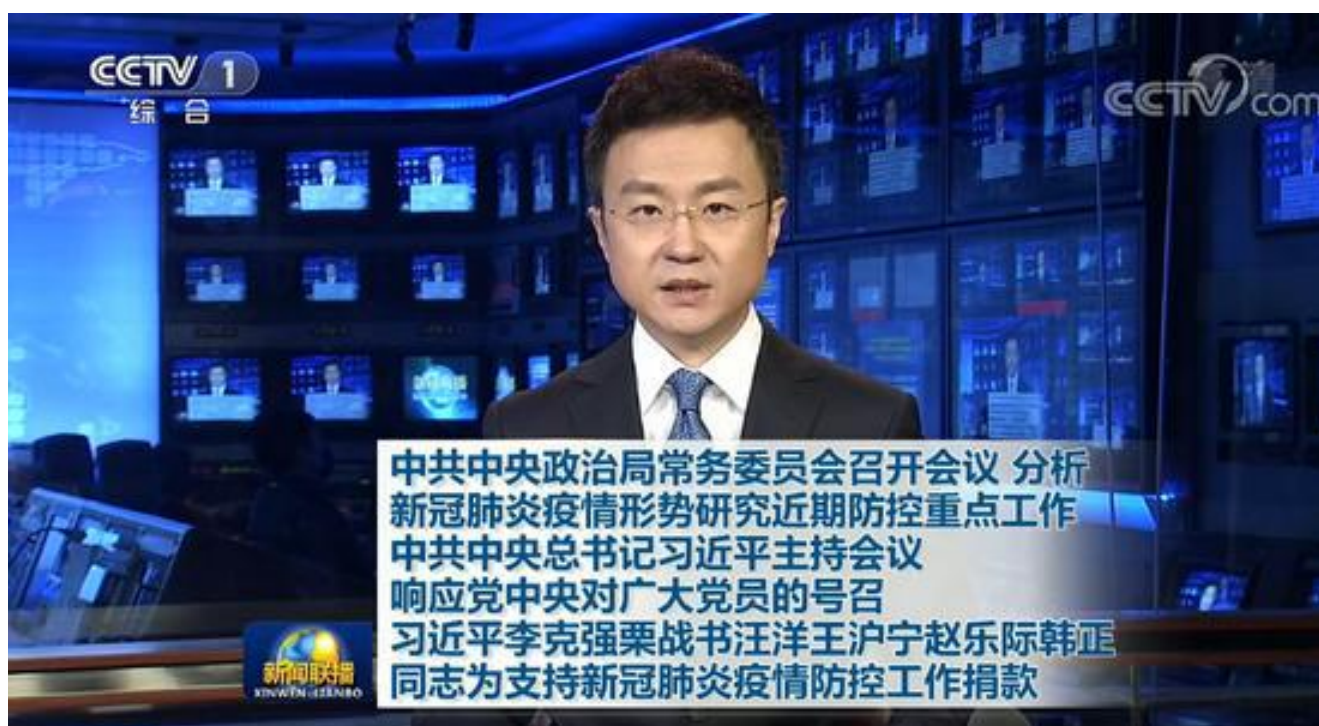 CCTV 1
综合
CCTV com
中共中央政治局常务委员会召开会议 分析
新冠肺炎疫情形势研究近期防控重点工作
中共中央总书记习近平主持会议
响应党中央对广大党员的号召
习近平李克强栗战书汪洋王沪宁赵乐际韩正
同志为支持新冠肺炎疫情防控工作捐款
新闻联播
XINWEN LIANBO